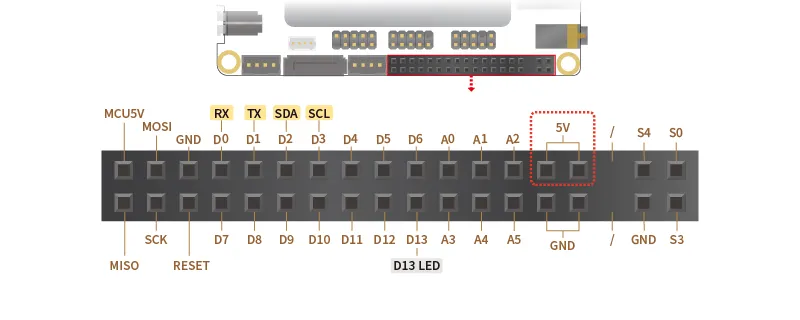 RX TX SDA SCL
MCU5V MOSI GND D0 D1 D2 D3 D4 D5 D6 A0 A1 A2 5V / S4 S0
MISO SCK RESET D7 D8 D9 D10 D11 D12 D13 A3 A4 A5 GND / GND S3
D13 LED